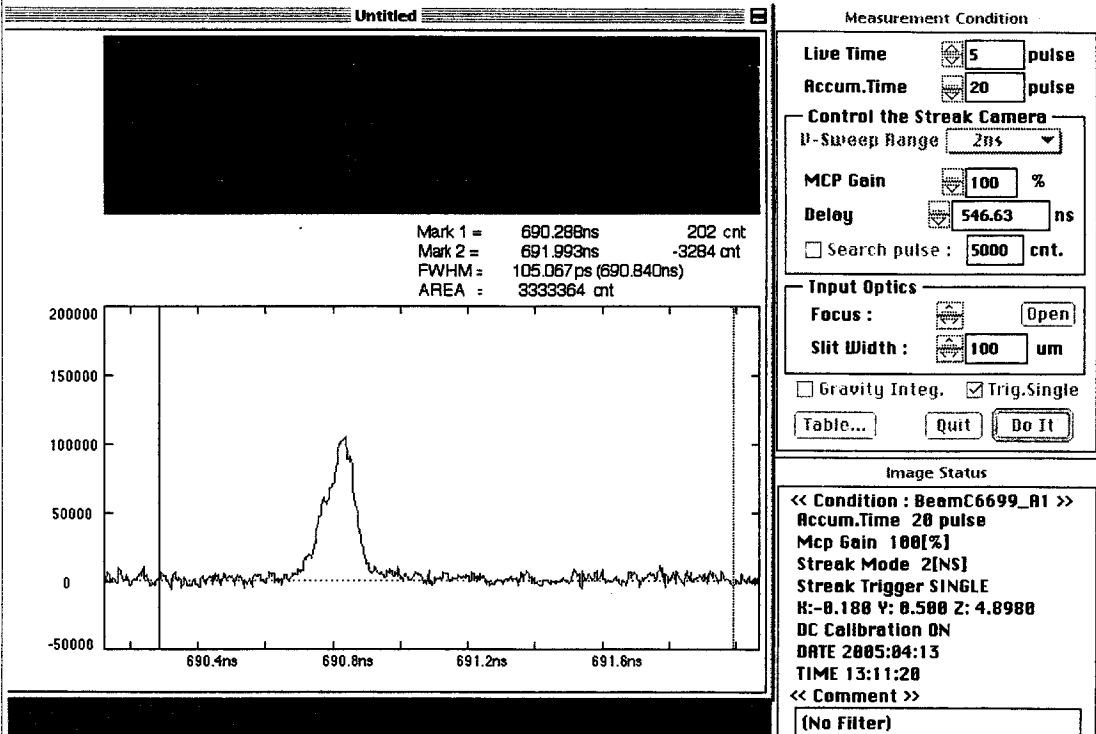 Untitled
Mark 1 = 690.288ns 202 cnt
Mark 2 = 691.993ns -3284 cnt
FWHM = 105.067ps (690.840ns)
AREA = 3333364 cnt
200000
150000
100000
50000
0
-50000
690.4ns 690.8ns 691.2ns 691.6ns
Measurement Condition
Live Time 5 pulse
Accum.Time 20 pulse
Control the Streak Camera
V-Sweep Range 2ns
MCP Gain 100 %
Delay 546.63 ns
Search pulse : 5000 cnt.
Input Optics
Focus : Open
Slit Width : 100 um
Gravity Integ. Trig.Single
Table... Quit Do It
Image Status
<< Condition : BeamC6699_A1 >>
Accum.Time 20 pulse
Mcp Gain 100[%]
Streak Mode 2[NS]
Streak Trigger SINGLE
X:-0.180 Y: 0.500 Z: 4.8980
DC Calibration ON
DATE 2005:04:13
TIME 13:11:20
<< Comment >>
(No Filter)